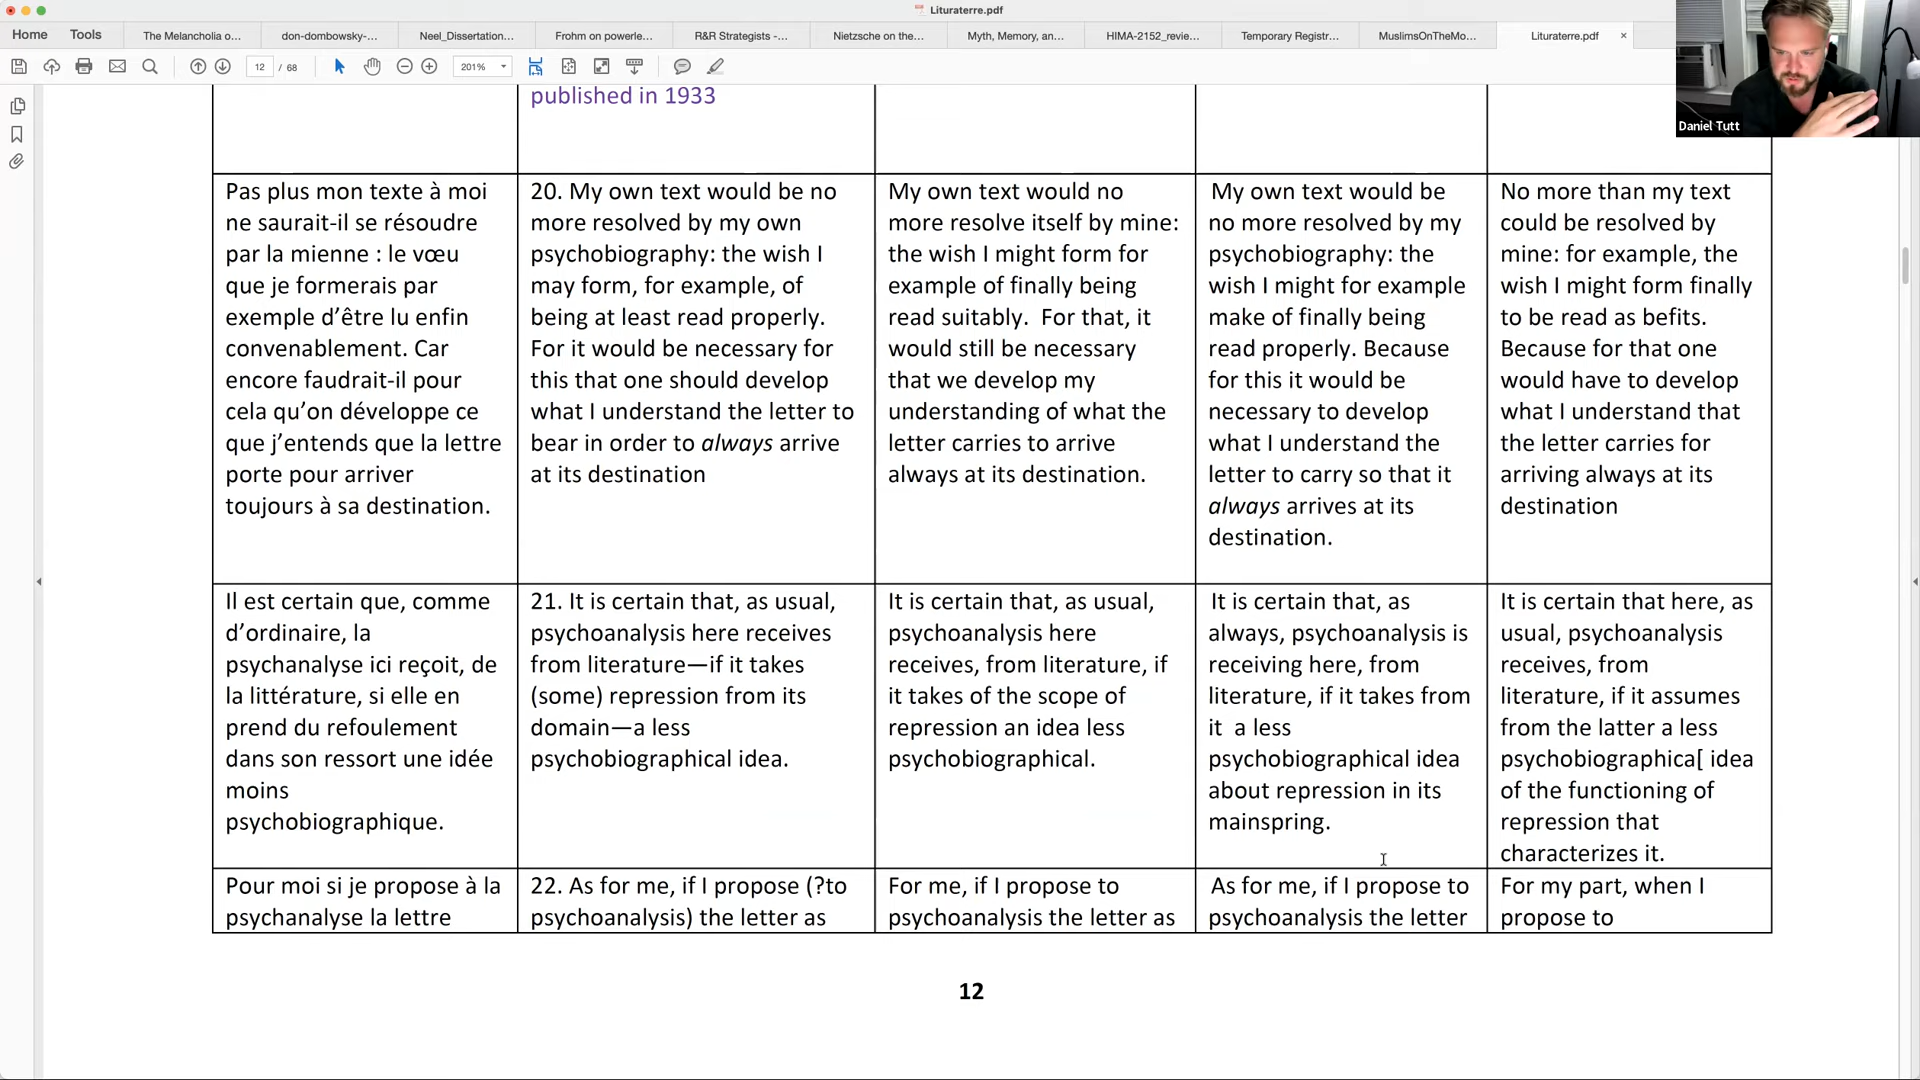 Lituraterre.pdf
Home
Tools
The Melancholia o...
don-dombowsky-...
Neel_Dissertation...
Frohm on powerle...
R&R Strategists -...
Nietzsche on the...
Myth, Memory, an...
HIMA-2152_revie...
Temporary Registr...
MuslimsOnTheMo...
Lituraterre.pdf
12 / 68
201%
Daniel Tutt
published in 1933
Pas plus mon texte à moi
ne saurait-il se résoudre
par la mienne : le vœu
que je formerais par
exemple d’être lu enfin
convenablement. Car
encore faudrait-il pour
cela qu’on développe ce
que j’entends que la lettre
porte pour arriver
toujours à sa destination.
20. My own text would be no
more resolved by my own
psychobiography: the wish I
may form, for example, of
being at least read properly.
For it would be necessary for
this that one should develop
what I understand the letter to
bear in order to always arrive
at its destination
My own text would no
more resolve itself by mine:
the wish I might form for
example of finally being
read suitably.  For that, it
would still be necessary
that we develop my
understanding of what the
letter carries to arrive
always at its destination.
My own text would be
no more resolved by my
psychobiography: the
wish I might for example
make of finally being
read properly. Because
for this it would be
necessary to develop
what I understand the
letter to carry so that it
always arrives at its
destination.
No more than my text
could be resolved by
mine: for example, the
wish I might form finally
to be read as befits.
Because for that one
would have to develop
what I understand that
the letter carries for
arriving always at its
destination
Il est certain que, comme
d’ordinaire, la
psychanalyse ici reçoit, de
la littérature, si elle en
prend du refoulement
dans son ressort une idée
moins
psychobiographique.
21. It is certain that, as usual,
psychoanalysis here receives
from literature—if it takes
(some) repression from its
domain—a less
psychobiographical idea.
It is certain that, as usual,
psychoanalysis here
receives, from literature, if
it takes of the scope of
repression an idea less
psychobiographical.
It is certain that, as
always, psychoanalysis is
receiving here, from
literature, if it takes from
it  a less
psychobiographical idea
about repression in its
mainspring.
It is certain that here, as
usual, psychoanalysis
receives, from
literature, if it assumes
from the latter a less
psychobiographica[ idea
of the functioning of
repression that
characterizes it.
Pour moi si je propose à la
psychanalyse la lettre
22. As for me, if I propose (?to
psychoanalysis) the letter as
For me, if I propose to
psychoanalysis the letter as
As for me, if I propose to
psychoanalysis the letter
For my part, when I
propose to
12